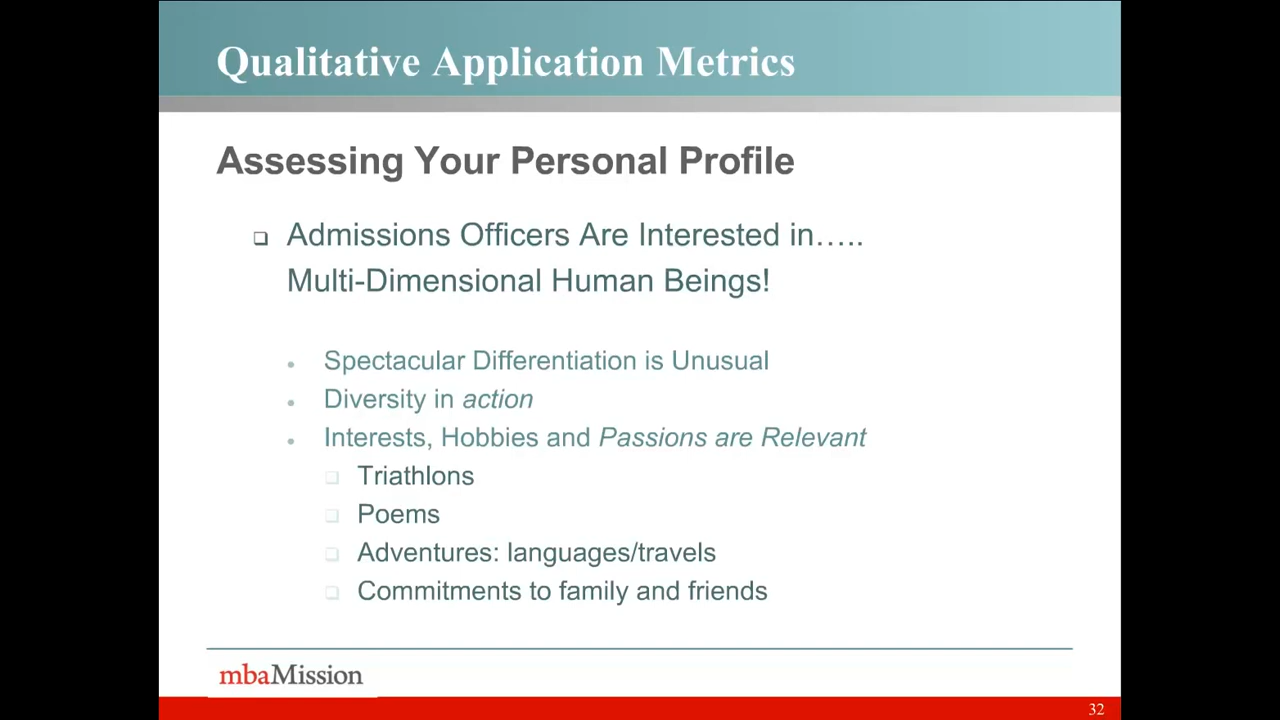 Qualitative Application Metrics
Assessing Your Personal Profile
Admissions Officers Are Interested in…..
Multi-Dimensional Human Beings!
Spectacular Differentiation is Unusual
Diversity in action
Interests, Hobbies and Passions are Relevant
Triathlons
Poems
Adventures: languages/travels
Commitments to family and friends
mbaMission
32